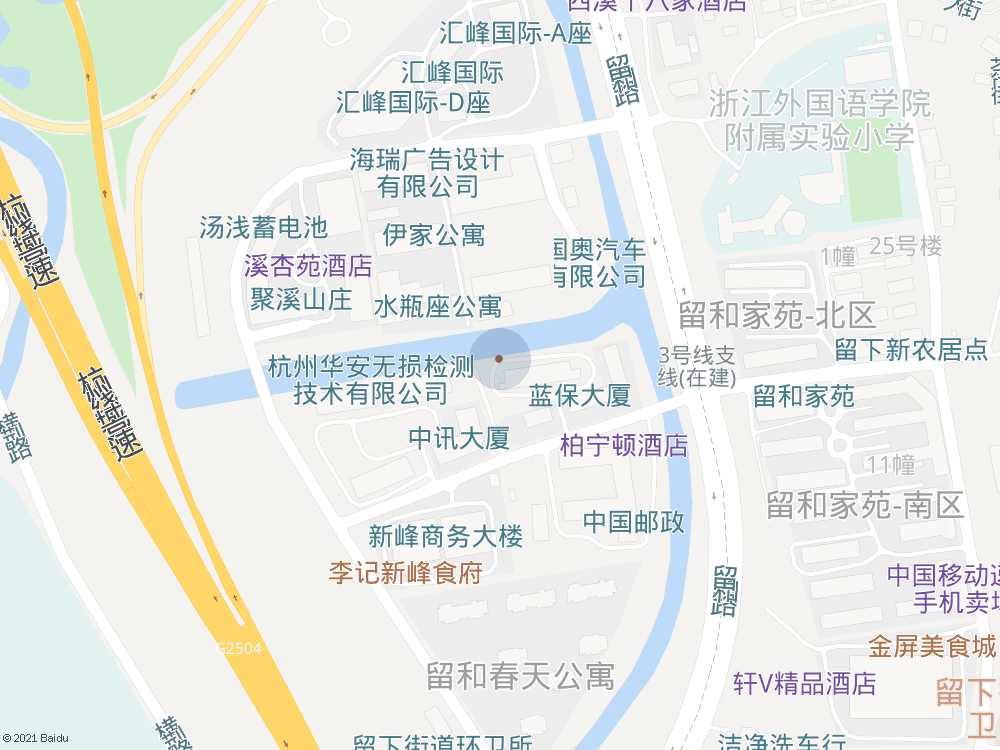 西溪十八家酒店
汇峰国际-A座
汇峰国际
汇峰国际-D座
浙江外国语学院
附属实验小学
海瑞广告设计
有限公司
汤浅蓄电池
伊家公寓
国奥汽车
有限公司
1幢
25号楼
溪杏苑酒店
聚溪山庄
水瓶座公寓
留和家苑-北区
杭州华安无损检测
技术有限公司
3号线支
线(在建)
留下新农居点
蓝保大厦
留和家苑
中讯大厦
柏宁顿酒店
11幢
留和家苑-南区
新峰商务大楼
中国邮政
李记新峰食府
中国移动
手机卖场
G2504
金屏美食城
留和春天公寓
轩V精品酒店
留下
卫
留下街道环卫所
洁净洗车行
© 2021 Baidu